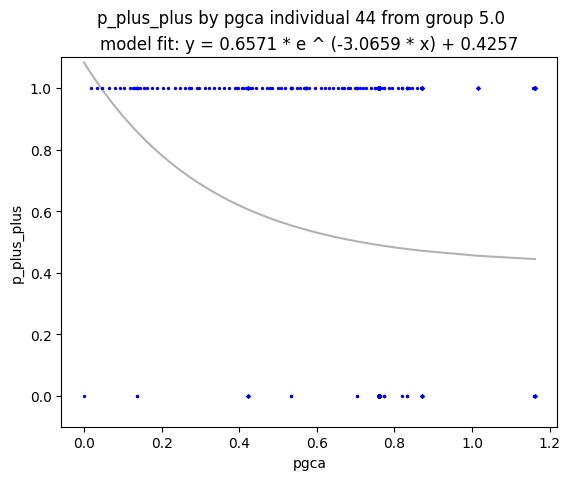 p_plus_plus by pgca individual 44 from group 5.0
model fit: y = 0.6571 * e ^ (-3.0659 * x) + 0.4257
p_plus_plus
1.0
0.8
0.6
0.4
0.2
0.0
0.0 0.2 0.4 0.6 0.8 1.0 1.2
pgca